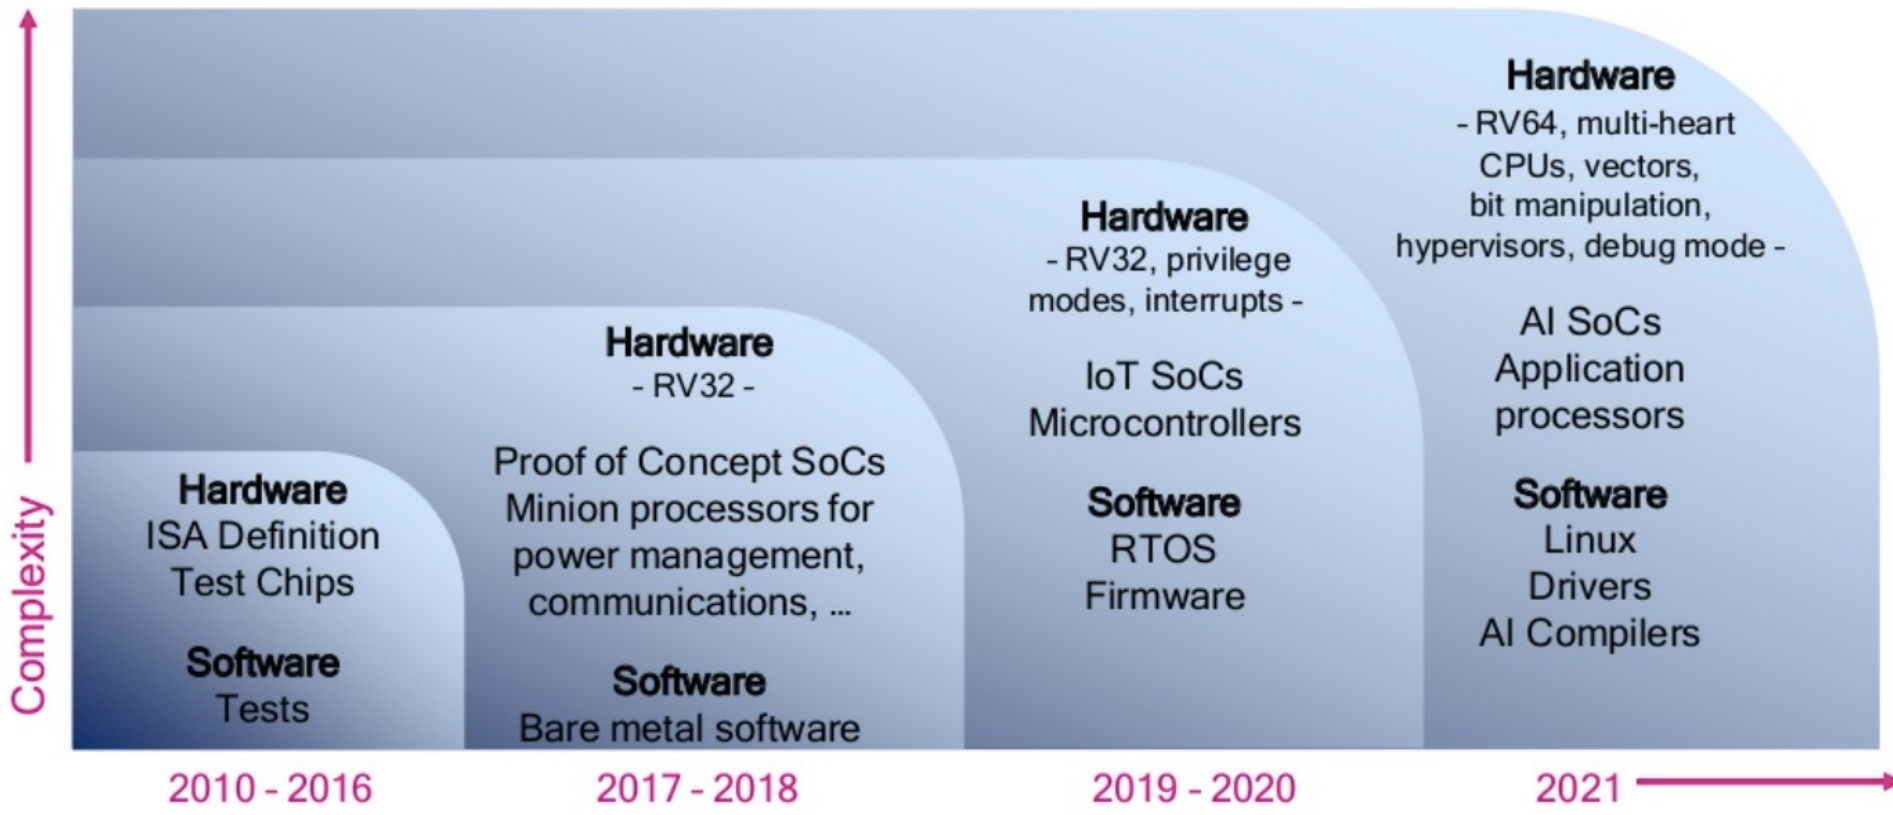 Complexity
Hardware
ISA Definition
Test Chips
Software
Tests
2010 - 2016
Hardware
- RV32 -
Proof of Concept SoCs
Minion processors for
power management,
communications, ...
Software
Bare metal software
2017 - 2018
Hardware
- RV32, privilege
modes, interrupts -
IoT SoCs
Microcontrollers
Software
RTOS
Firmware
2019 - 2020
Hardware
- RV64, multi-heart
CPUs, vectors,
bit manipulation,
hypervisors, debug mode -
AI SoCs
Application
processors
Software
Linux
Drivers
AI Compilers
2021